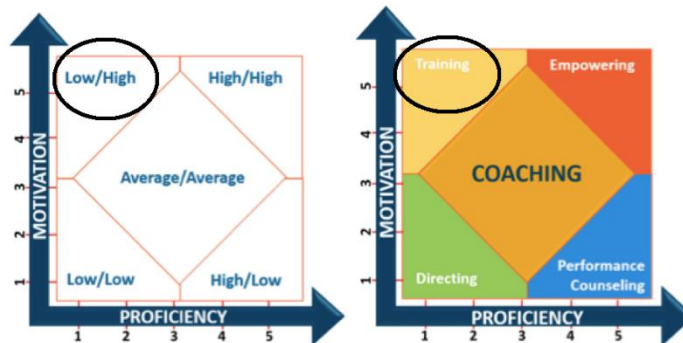 MOTIVATION
5
4
3
2
1
Low/High
High/High
Average/Average
Low/Low
High/Low
PROFICIENCY
1
2
3
4
5
MOTIVATION
5
4
3
2
1
Training
Empowering
COACHING
Directing
Performance
Counseling
PROFICIENCY
1
2
3
4
5